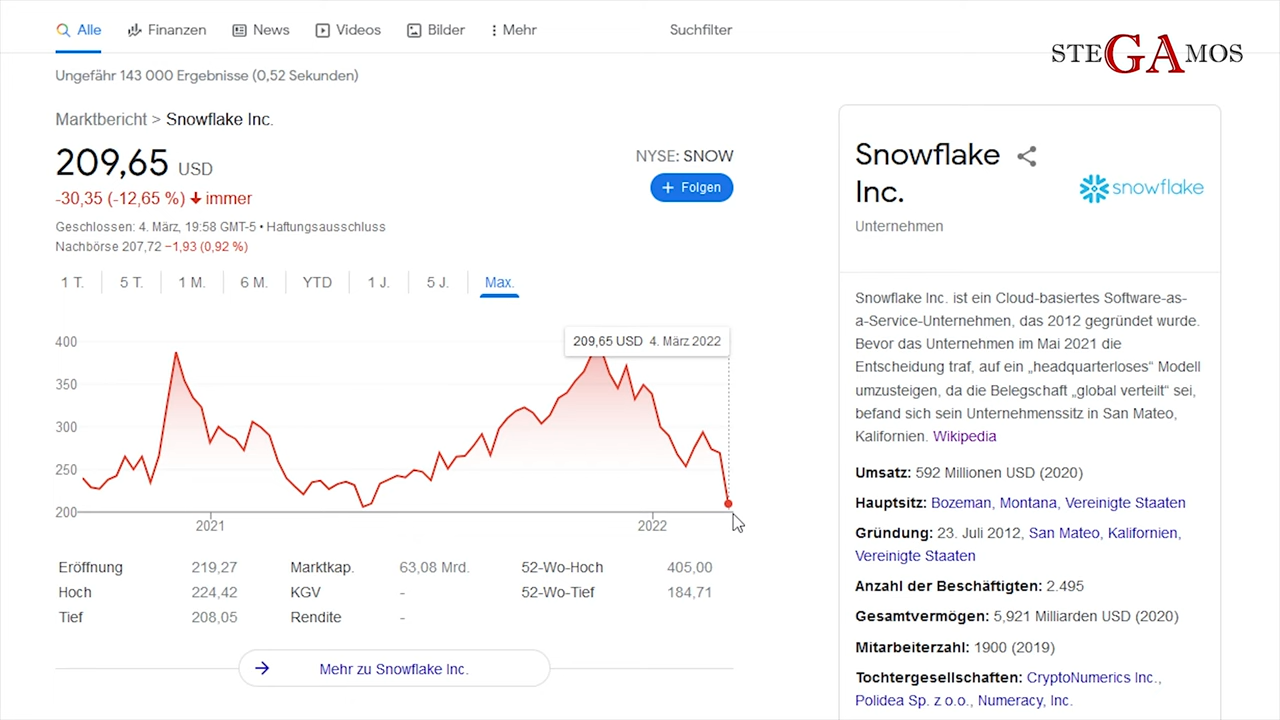 Alle Finanzen News Videos Bilder Mehr Suchfilter
STEGAMOS
Ungefähr 143 000 Ergebnisse (0,52 Sekunden)
Marktbericht > Snowflake Inc.
209,65 USD
NYSE: SNOW
-30,35 (-12,65 %) ↓ immer
+ Folgen
Geschlossen: 4. März, 19:58 GMT-5 • Haftungsausschluss
Nachbörse 207,72 −1,93 (0,92 %)
1 T. 5 T. 1 M. 6 M. YTD 1 J. 5 J. Max.
209,65 USD 4. März 2022
400
350
300
250
200
2021 2022
Eröffnung 219,27 Marktkap. 63,08 Mrd. 52-Wo-Hoch 405,00
Hoch 224,42 KGV - 52-Wo-Tief 184,71
Tief 208,05 Rendite -
→ Mehr zu Snowflake Inc.
Snowflake
Inc.
snowflake
Unternehmen
Snowflake Inc. ist ein Cloud-basiertes Software-as-
a-Service-Unternehmen, das 2012 gegründet wurde.
Bevor das Unternehmen im Mai 2021 die
Entscheidung traf, auf ein „headquarterloses“ Modell
umzusteigen, da die Belegschaft „global verteilt“ sei,
befand sich sein Unternehmenssitz in San Mateo,
Kalifornien. Wikipedia
Umsatz: 592 Millionen USD (2020)
Hauptsitz: Bozeman, Montana, Vereinigte Staaten
Gründung: 23. Juli 2012, San Mateo, Kalifornien,
Vereinigte Staaten
Anzahl der Beschäftigten: 2.495
Gesamtvermögen: 5,921 Milliarden USD (2020)
Mitarbeiterzahl: 1900 (2019)
Tochtergesellschaften: CryptoNumerics Inc.,
Polidea Sp. z o.o., Numeracy, Inc.